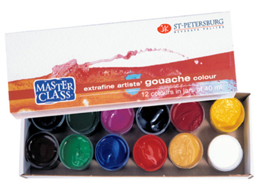 ST-PETERSBURG
MASTER
CLASS
extrafine artists' gouache colour
12 colours in jars of 40 ml